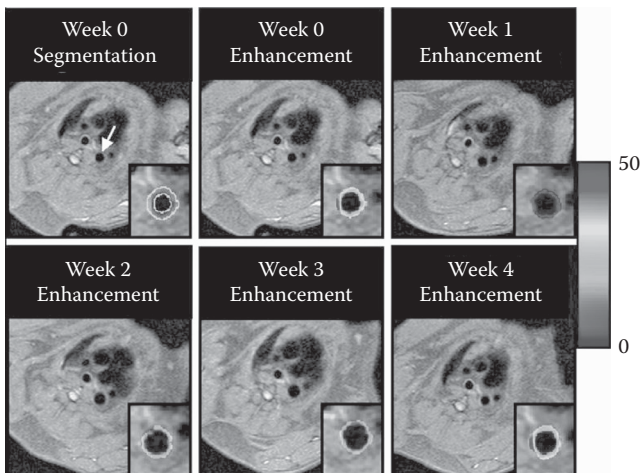 Week 0
Segmentation
Week 0
Enhancement
Week 1
Enhancement
50
Week 2
Enhancement
Week 3
Enhancement
Week 4
Enhancement
0